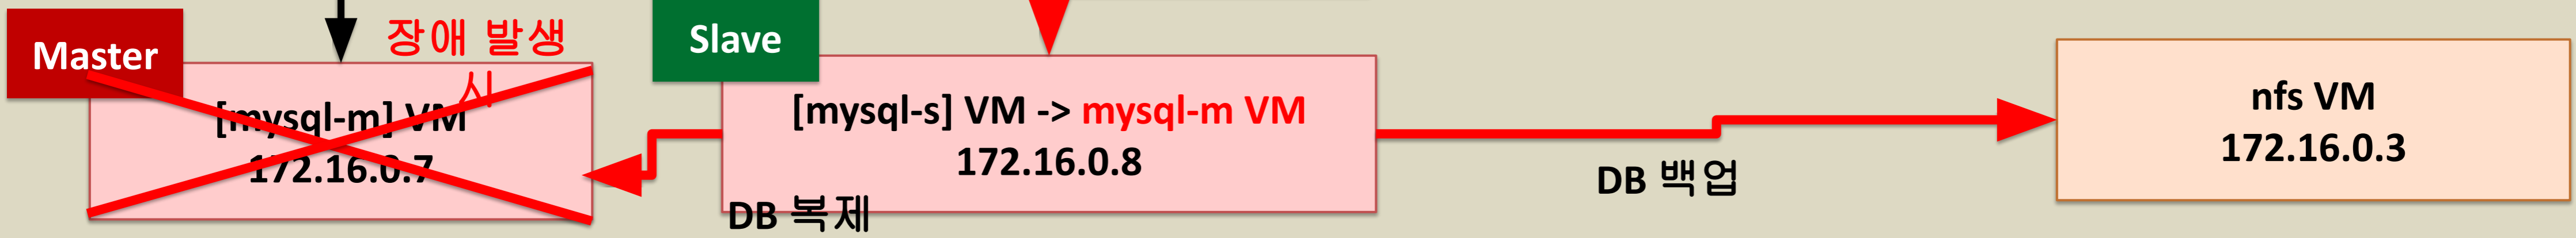 Master
장애 발생
시
[mysql-m] VM
172.16.0.7
Slave
[mysql-s] VM -> mysql-m VM
172.16.0.8
DB 복제
DB 백업
nfs VM
172.16.0.3